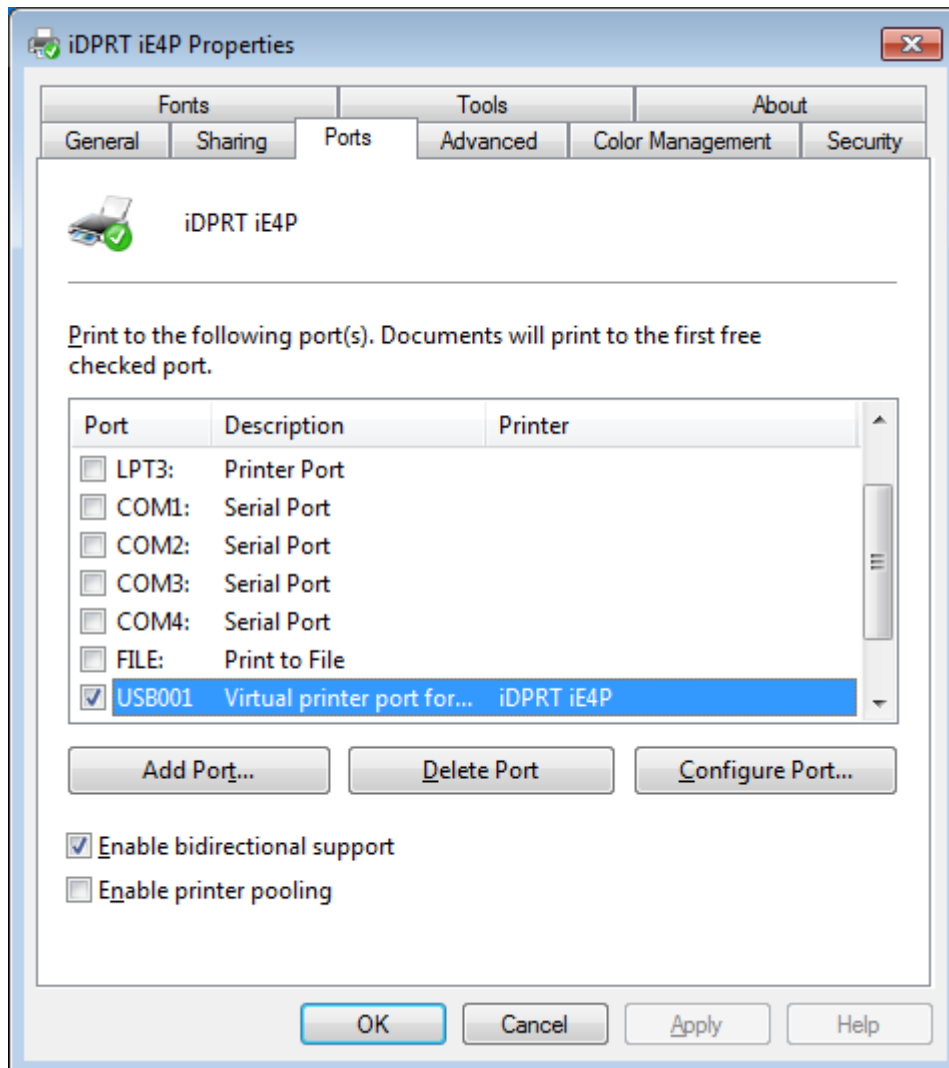 iDPRT iE4P Properties
Fonts Tools About
General Sharing Ports Advanced Color Management Security
iDPRT iE4P
Print to the following port(s). Documents will print to the first free
checked port.
Port Description Printer
LPT3: Printer Port
COM1: Serial Port
COM2: Serial Port
COM3: Serial Port
COM4: Serial Port
FILE: Print to File
USB001 Virtual printer port for... iDPRT iE4P
Add Port... Delete Port Configure Port...
Enable bidirectional support
Enable printer pooling
OK Cancel Apply Help